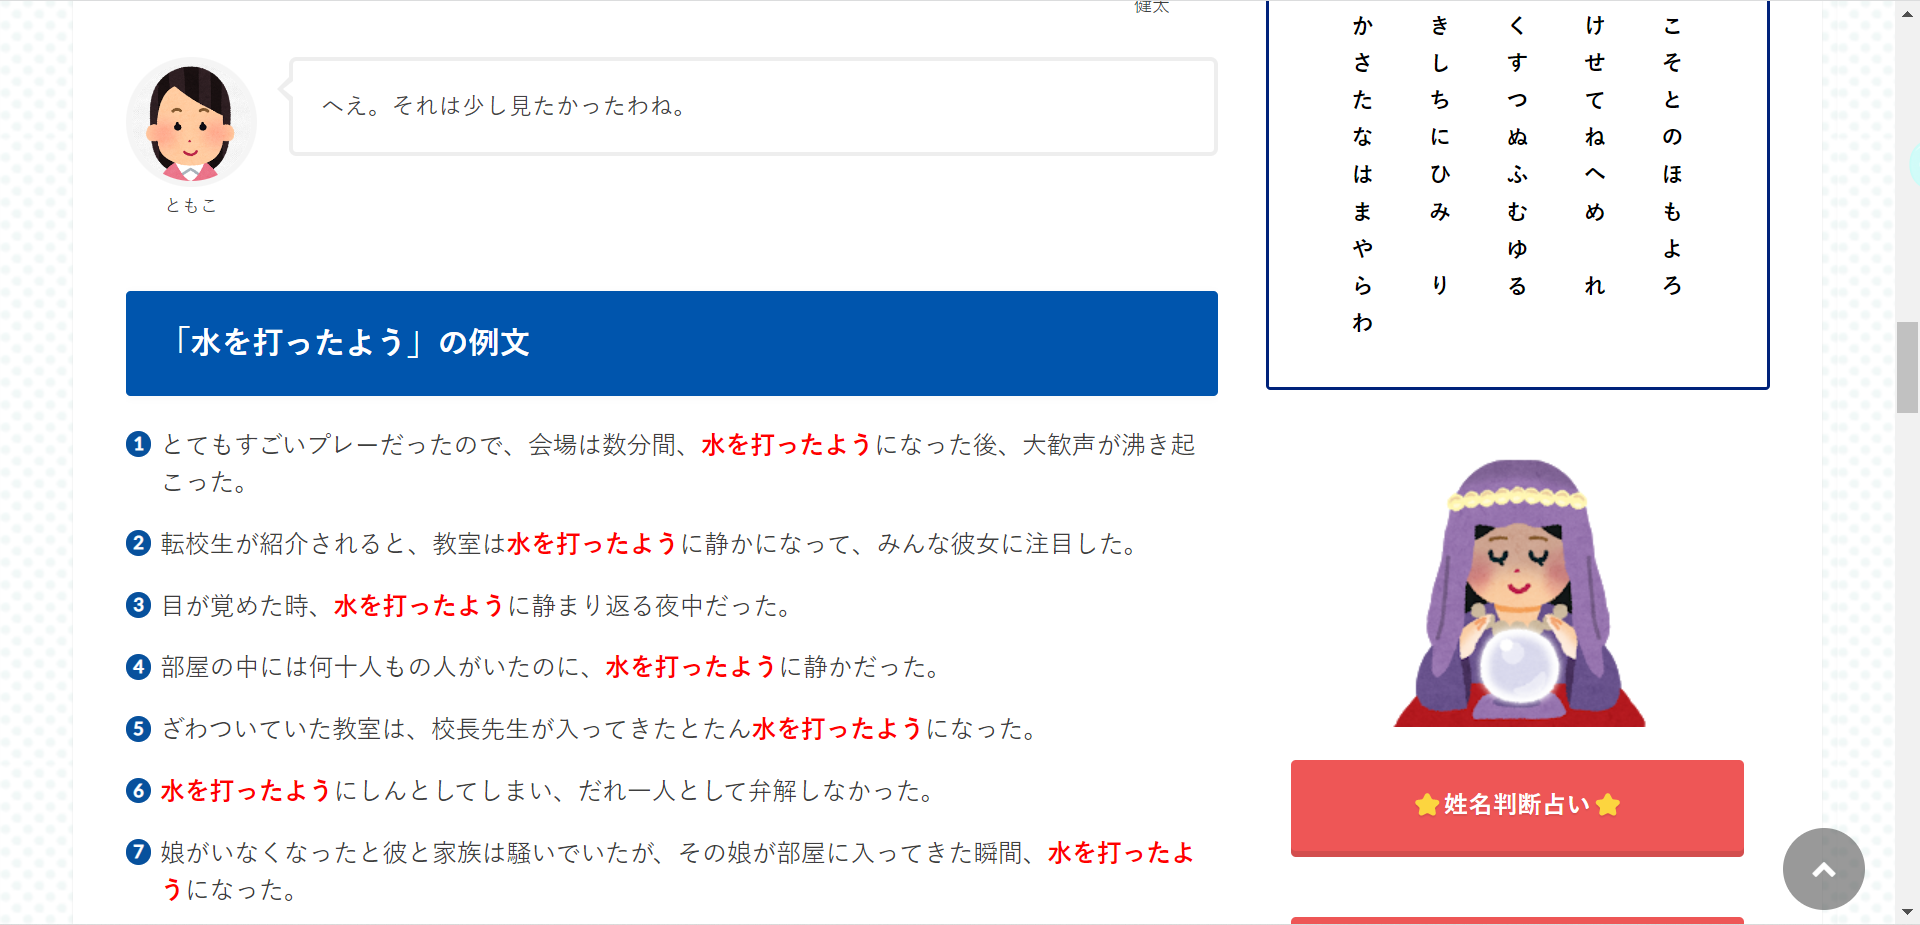 健太
へえ。それは少し見たかったわね。
ともこ
「水を打ったよう」の例文
1 とてもすごいプレーだったので、会場は数分間、水を打ったようになった後、大歓声が沸き起
こった。
2 転校生が紹介されると、教室は水を打ったように静かになって、みんな彼女に注目した。
3 目が覚めた時、水を打ったように静まり返る夜中だった。
4 部屋の中には何十人もの人がいたのに、水を打ったように静かだった。
5 ざわついていた教室は、校長先生が入ってきたとたん水を打ったようになった。
6 水を打ったようにしんとしてしまい、だれ一人として弁解しなかった。
7 娘がいなくなったと彼と家族は騒いでいたが、その娘が部屋に入ってきた瞬間、水を打ったよ
うになった。
か き く け こ
さ し す せ そ
た ち つ て と
な に ぬ ね の
は ひ ふ へ ほ
ま み む め も
や ゆ よ
ら り る れ ろ
わ
⭐姓名判断占い⭐